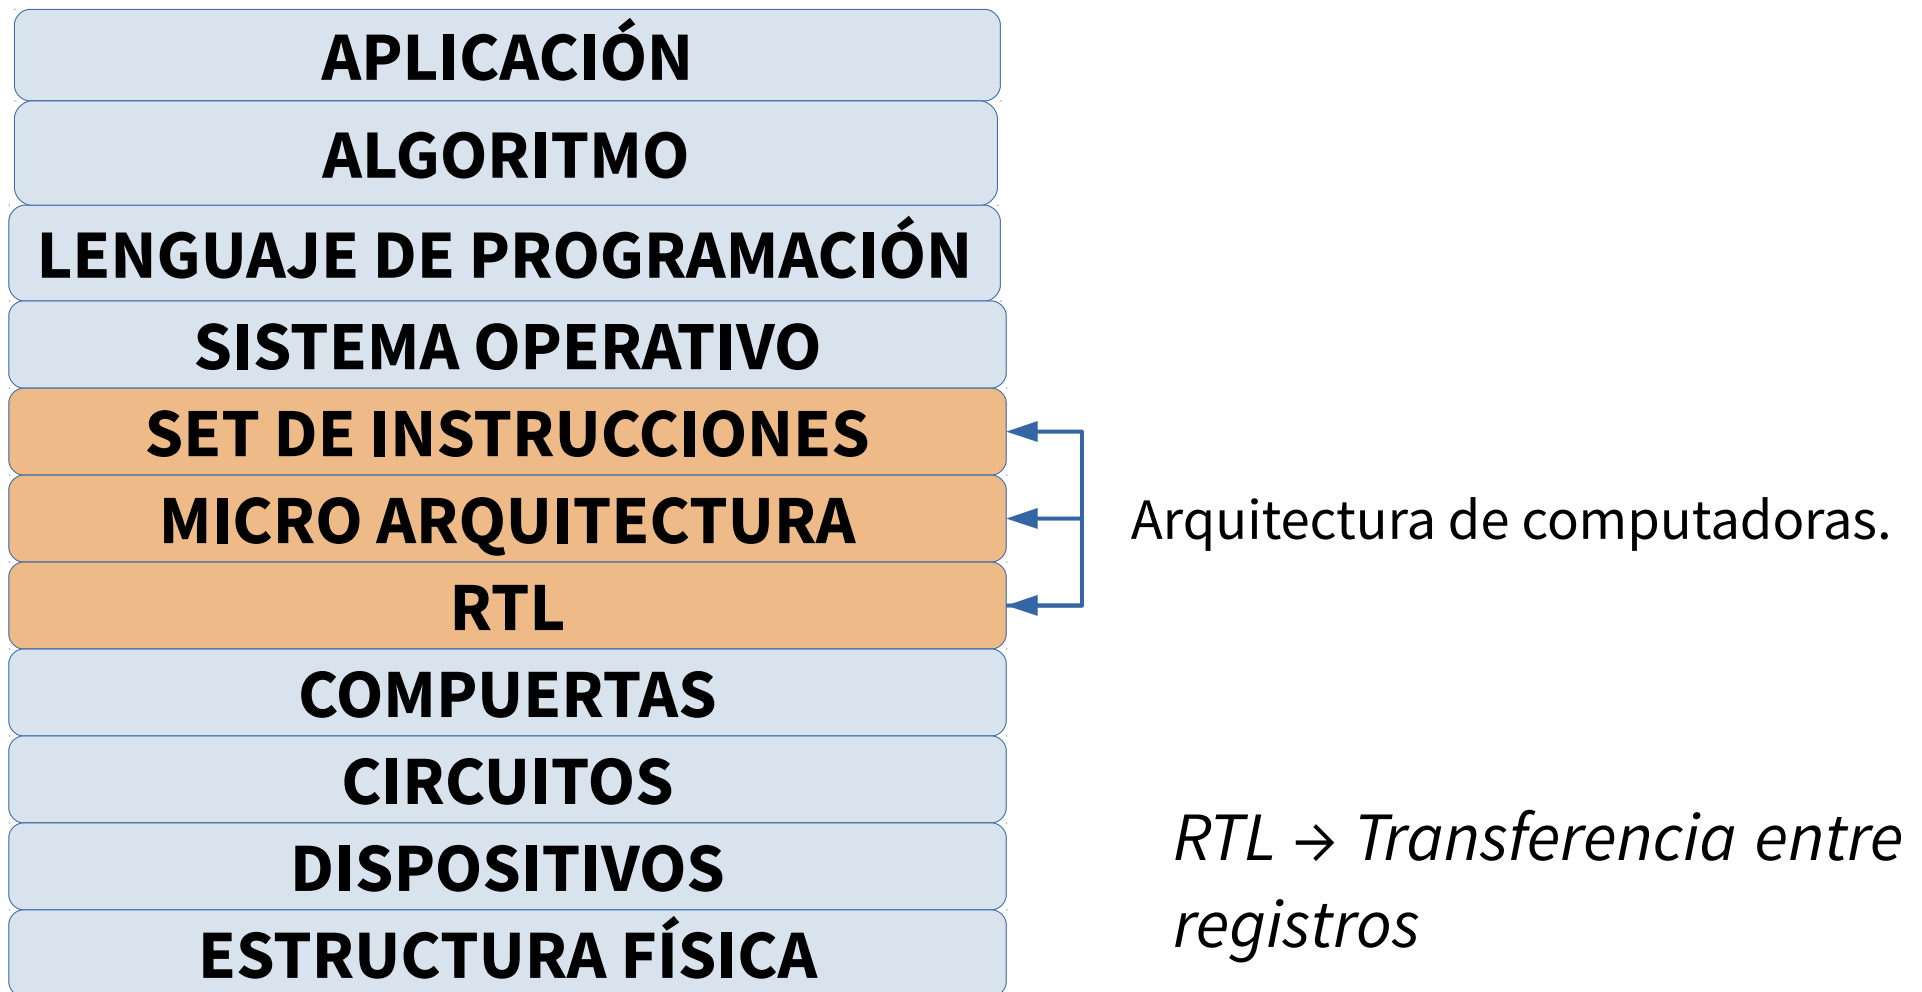 APLICACIÓN
ALGORITMO
LENGUAJE DE PROGRAMACIÓN
SISTEMA OPERATIVO
SET DE INSTRUCCIONES
MICRO ARQUITECTURA
Arquitectura de computadoras.
RTL
COMPUERTAS
CIRCUITOS
DISPOSITIVOS
ESTRUCTURA FÍSICA
RTL → Transferencia entre
registros